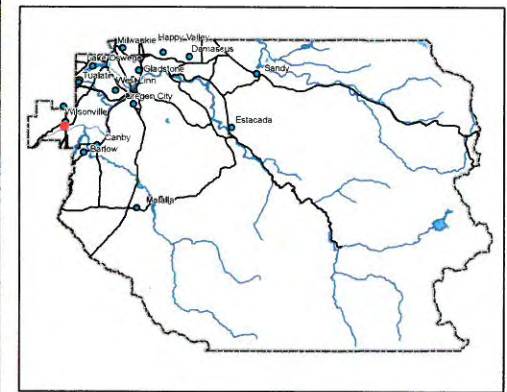 Milwaukie
Happy Valley
Damascus
Lake Oswego
Gladstone
Sandy
Tualatin
West Linn
Oregon City
Wilsonville
Estacada
Canby
Barlow
Molalla